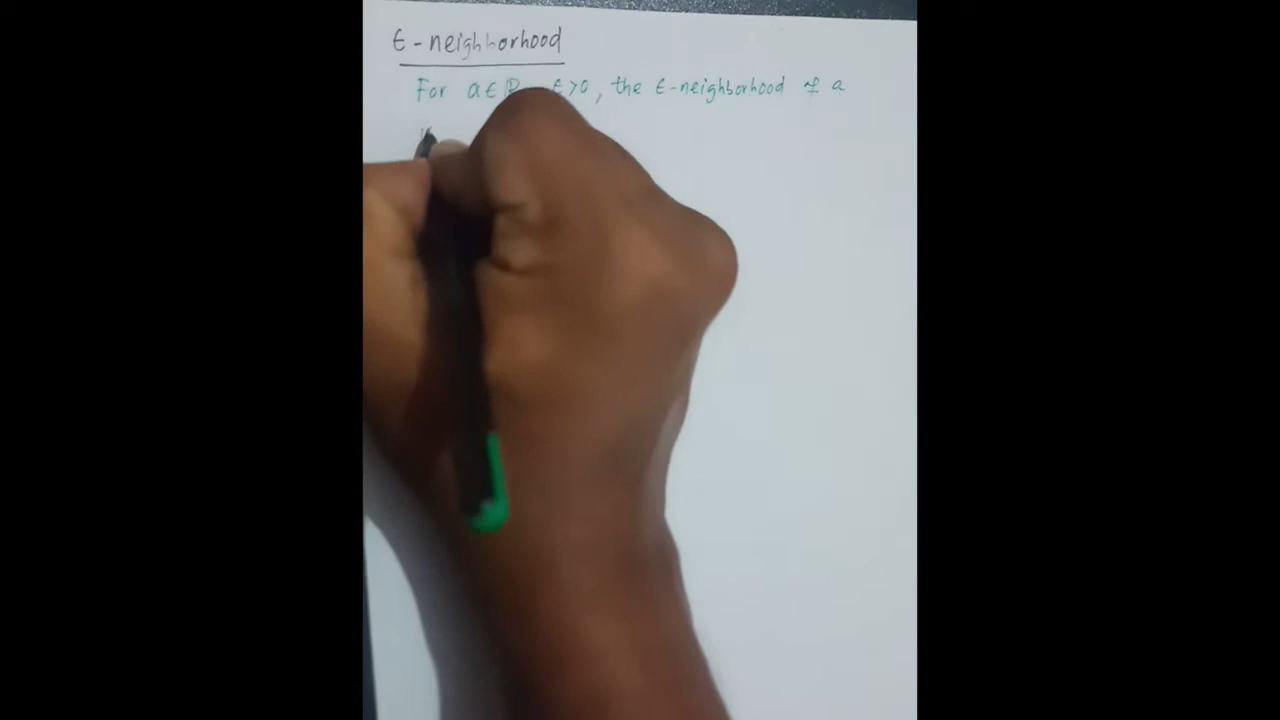 ε-neighborhood
For a∈ℝ ε>0, the ε-neighborhood of a